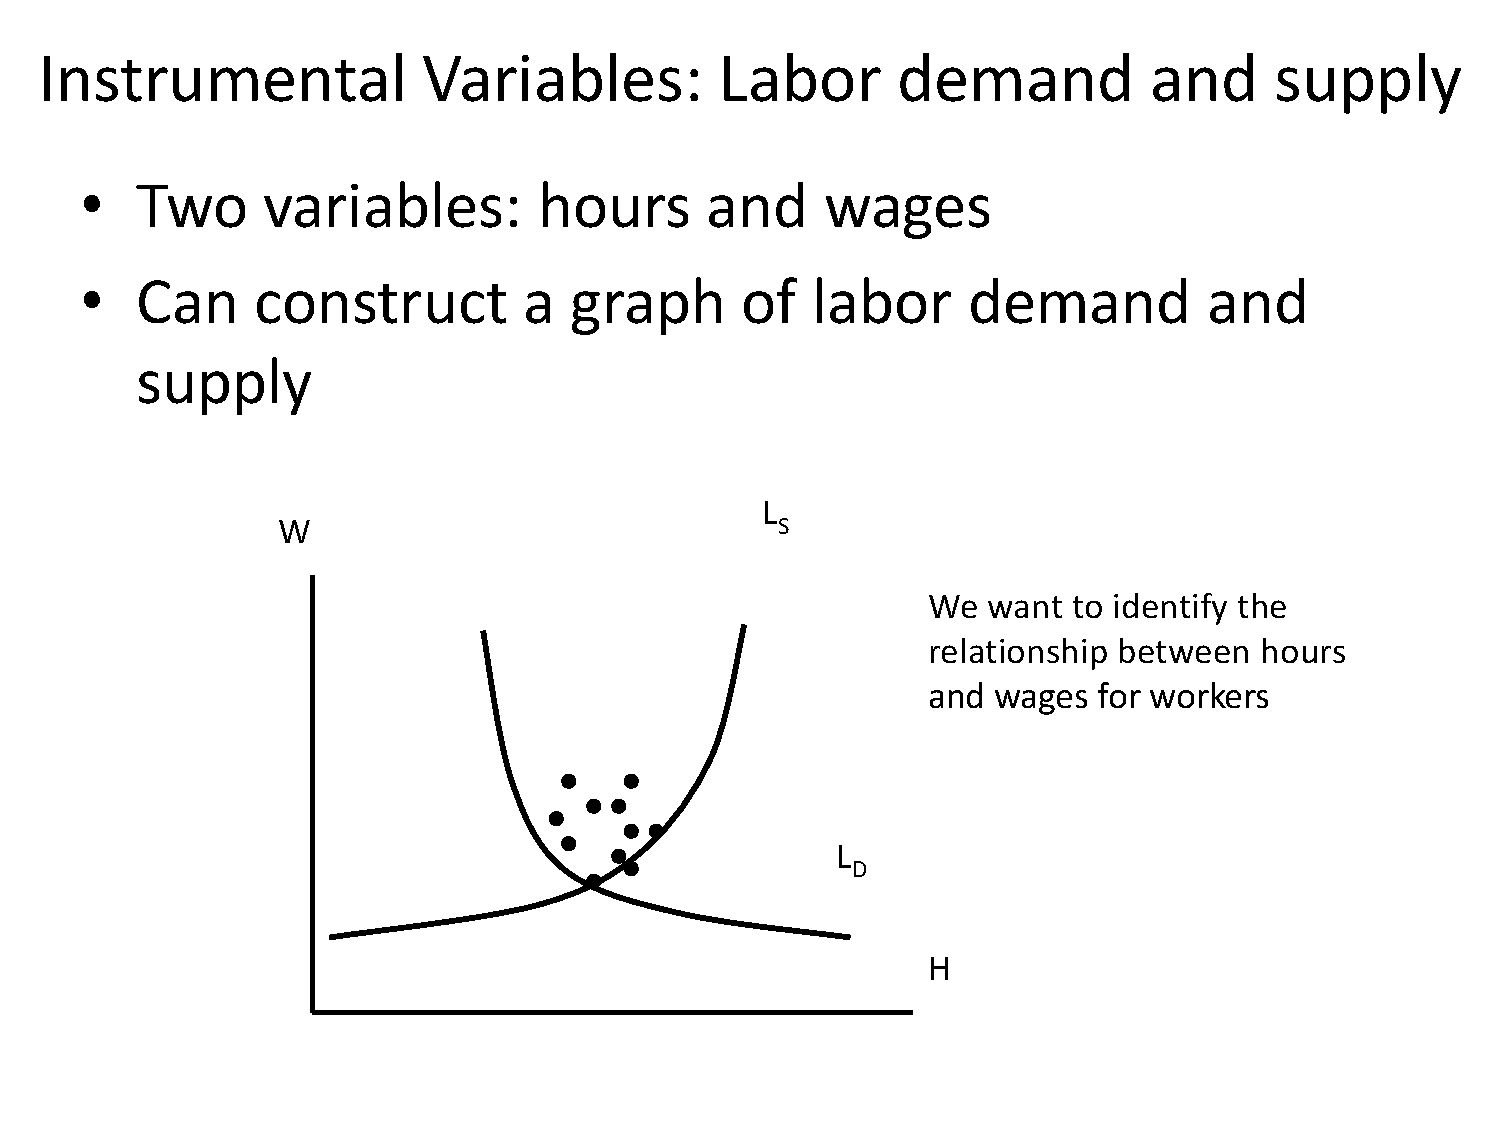 Instrumental Variables: Labor demand and supply
• Two variables: hours and wages
• Can construct a graph of labor demand and
supply
W
LS
We want to identify the
relationship between hours
and wages for workers
LD
H